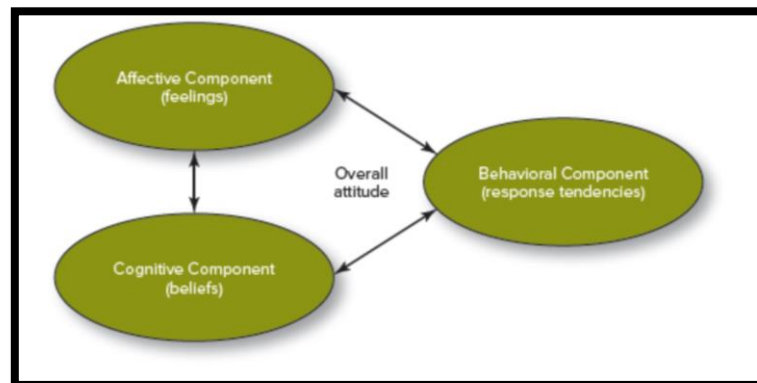 Affective Component
(feelings)
Overall
attitude
Behavioral Component
(response tendencies)
Cognitive Component
(beliefs)